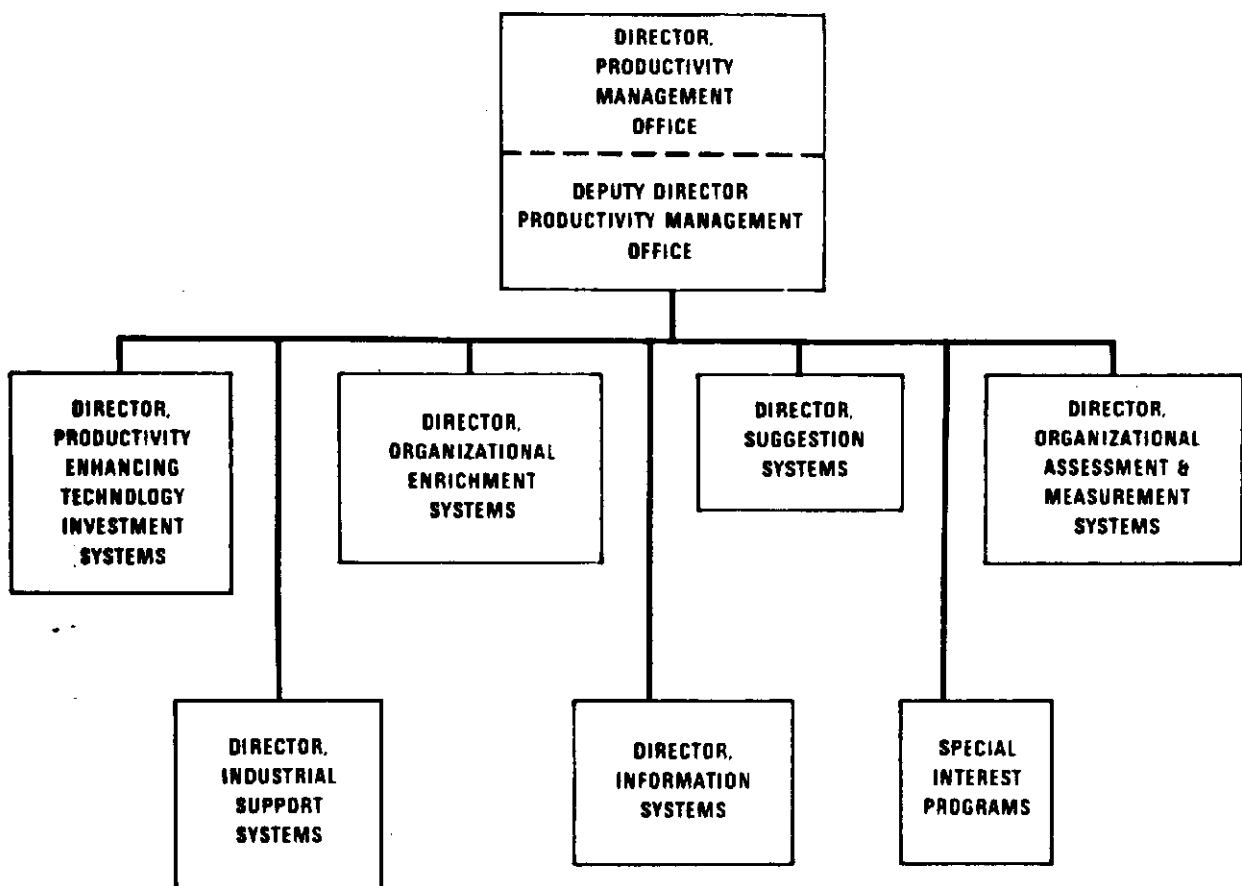 DIRECTOR,
PRODUCTIVITY
MANAGEMENT
OFFICE
DEPUTY DIRECTOR
PRODUCTIVITY MANAGEMENT
OFFICE
DIRECTOR,
PRODUCTIVITY
ENHANCING
TECHNOLOGY
INVESTMENT
SYSTEMS
DIRECTOR,
ORGANIZATIONAL
ENRICHMENT
SYSTEMS
DIRECTOR,
SUGGESTION
SYSTEMS
DIRECTOR,
ORGANIZATIONAL
ASSESSMENT &
MEASUREMENT
SYSTEMS
DIRECTOR,
INDUSTRIAL
SUPPORT
SYSTEMS
DIRECTOR,
INFORMATION
SYSTEMS
SPECIAL
INTEREST
PROGRAMS